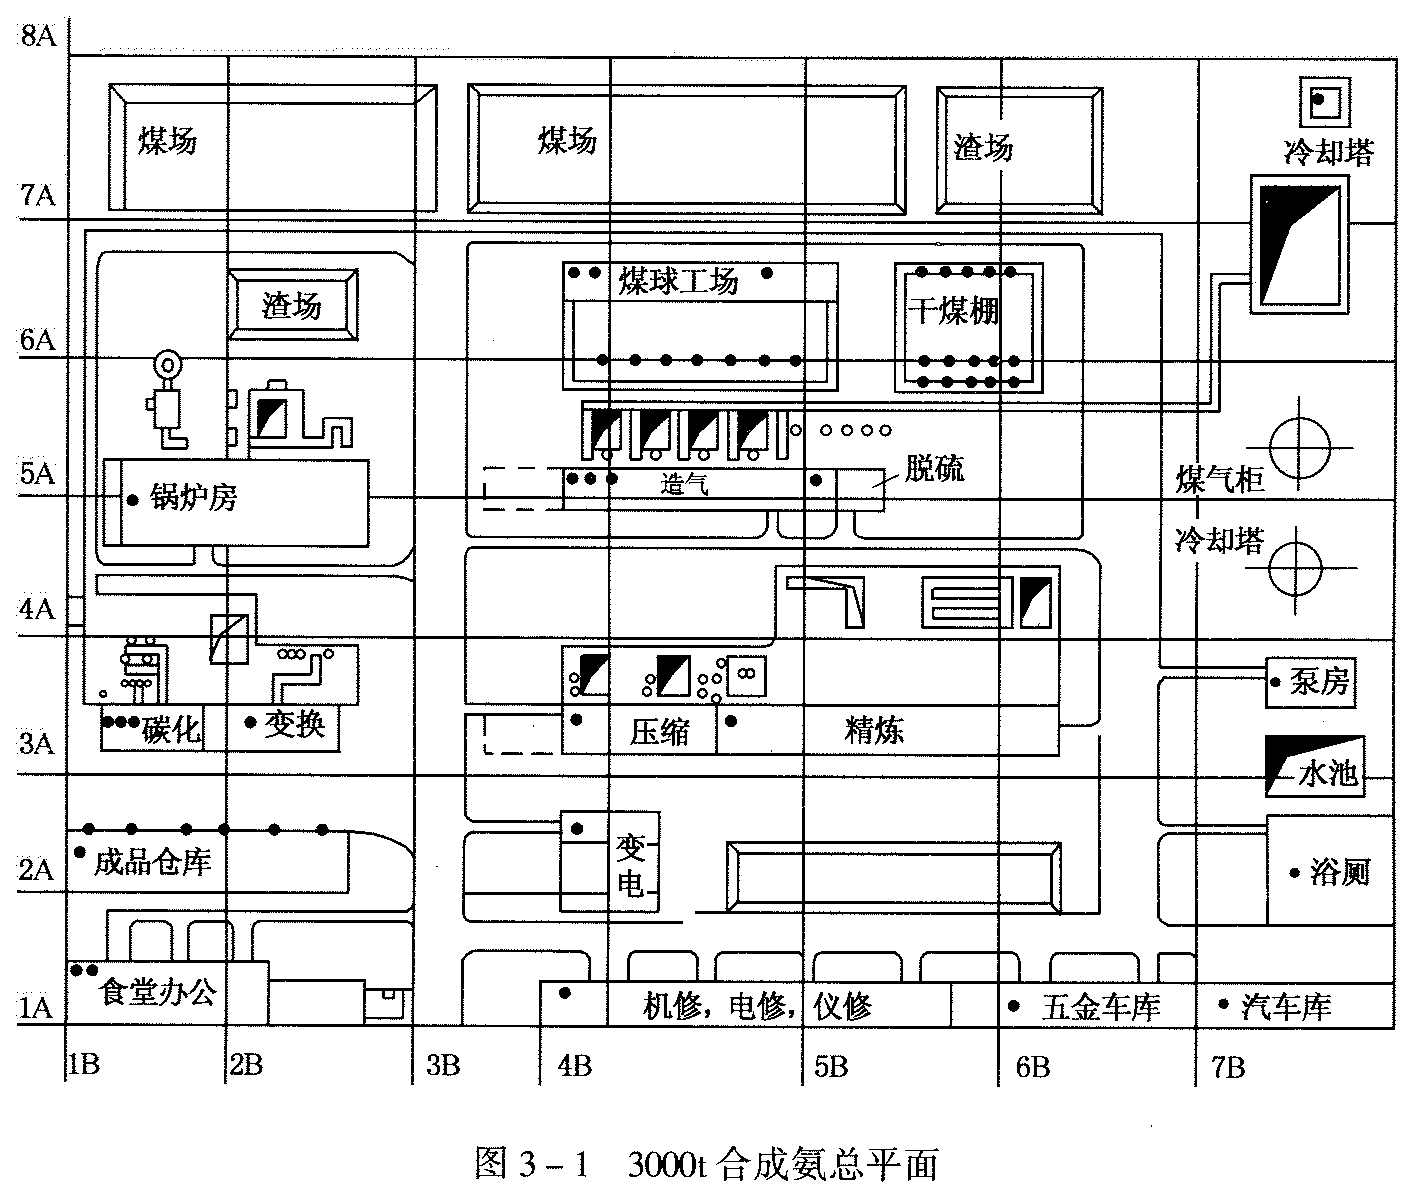 8A
煤场 煤场 渣场 冷却塔
7A
渣场 煤球工场 干煤棚
6A
5A 锅炉房 造气 脱硫 煤气柜
冷却塔
4A
泵房
3A 碳化 变换 压缩 精炼
水池
2A 成品仓库 变电 浴厕
食堂办公
1A 机修，电修，仪修 五金车库 汽车库
1B 2B 3B 4B 5B 6B 7B
图 3－1 3000t 合成氨总平面